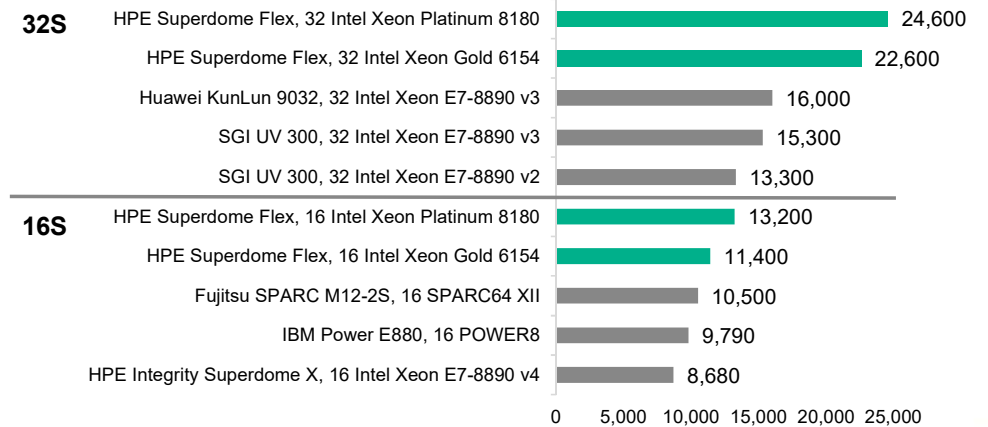 32S
HPE Superdome Flex, 32 Intel Xeon Platinum 8180 24,600
HPE Superdome Flex, 32 Intel Xeon Gold 6154 22,600
Huawei KunLun 9032, 32 Intel Xeon E7-8890 v3 16,000
SGI UV 300, 32 Intel Xeon E7-8890 v3 15,300
SGI UV 300, 32 Intel Xeon E7-8890 v2 13,300
16S
HPE Superdome Flex, 16 Intel Xeon Platinum 8180 13,200
HPE Superdome Flex, 16 Intel Xeon Gold 6154 11,400
Fujitsu SPARC M12-2S, 16 SPARC64 XII 10,500
IBM Power E880, 16 POWER8 9,790
HPE Integrity Superdome X, 16 Intel Xeon E7-8890 v4 8,680
0 5,000 10,000 15,000 20,000 25,000